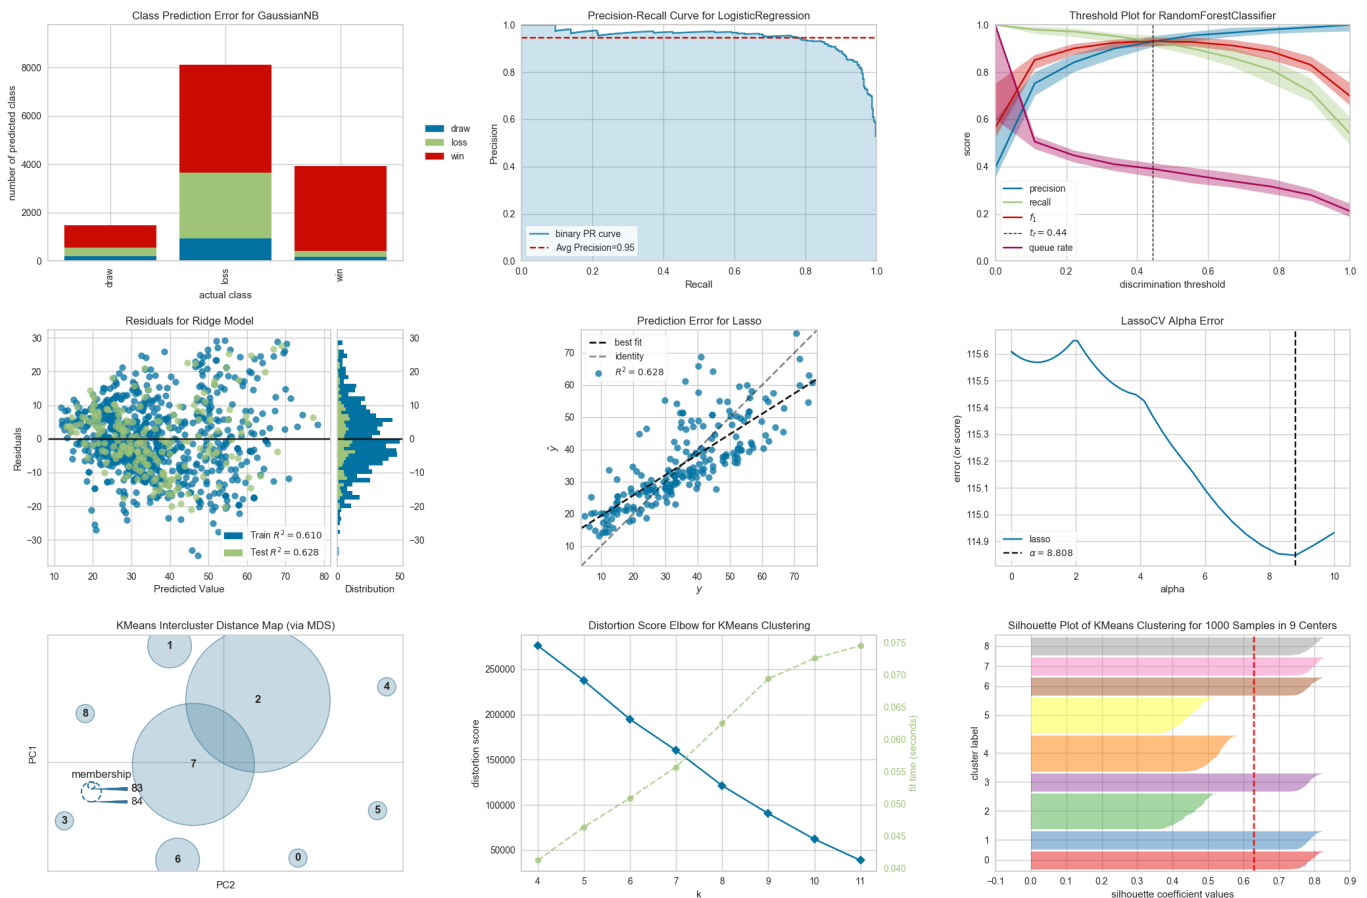 Class Prediction Error for GaussianNB
number of predicted class
8000
6000
4000
2000
0
draw
loss
win
actual class
draw
loss
win
Precision-Recall Curve for LogisticRegression
Precision
1.0
0.8
0.6
0.4
0.2
0.0
binary PR curve
Avg Precision=0.95
0.0 0.2 0.4 0.6 0.8 1.0
Recall
Threshold Plot for RandomForestClassifier
score
1.0
0.8
0.6
0.4
0.2
0.0
precision
recall
f1
tf = 0.44
queue rate
0.0 0.2 0.4 0.6 0.8 1.0
discrimination threshold
Residuals for Ridge Model
Residuals
30
20
10
0
−10
−20
−30
Train R² = 0.610
Test R² = 0.628
10 20 30 40 50 60 70 80
Predicted Value
30
20
10
0
−10
−20
−30
0 50
Distribution
Prediction Error for Lasso
ŷ
70
60
50
40
30
20
10
best fit
identity
R² = 0.628
10 20 30 40 50 60 70
y
LassoCV Alpha Error
error (or score)
115.6
115.5
115.4
115.3
115.2
115.1
115.0
114.9
lasso
α = 8.808
0 2 4 6 8 10
alpha
KMeans Intercluster Distance Map (via MDS)
PC1
1
2
4
8
7
membership
83
84
5
3
6
0
PC2
Distortion Score Elbow for KMeans Clustering
distortion score
250000
200000
150000
100000
50000
4 5 6 7 8 9 10 11
k
0.075
0.070
0.065
0.060
0.055
0.050
0.045
0.040
fit time (seconds)
Silhouette Plot of KMeans Clustering for 1000 Samples in 9 Centers
cluster label
8
7
6
5
4
3
2
1
0
−0.1 0.0 0.1 0.2 0.3 0.4 0.5 0.6 0.7 0.8 0.9
silhouette coefficient values